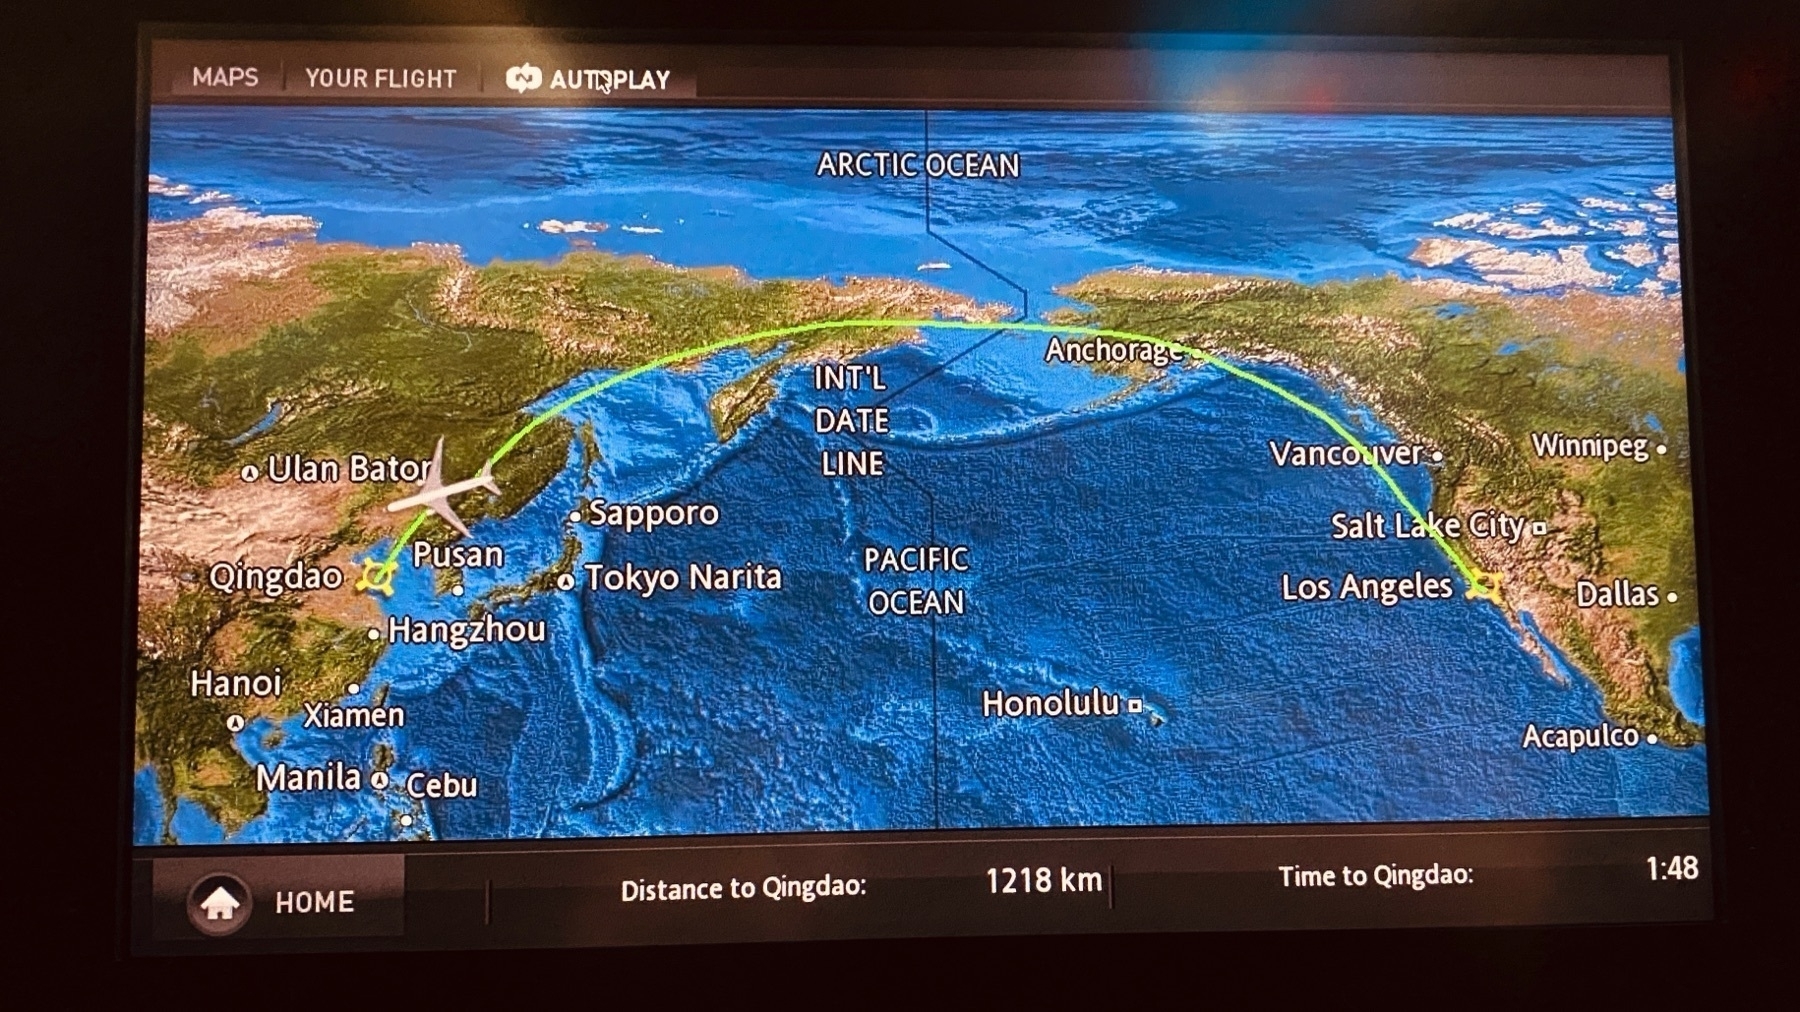 MAPS
YOUR FLIGHT
AUTOPLAY
ARCTIC OCEAN
Anchorage
INT'L
DATE
LINE
Vancouver
Winnipeg
Ulan Bator
Sapporo
Salt Lake City
Pusan
PACIFIC
OCEAN
Qingdao
Tokyo Narita
Los Angeles
Dallas
Hangzhou
Hanoi
Xiamen
Honolulu
Acapulco
Manila
Cebu
HOME
Distance to Qingdao:
1218 km
Time to Qingdao:
1:48